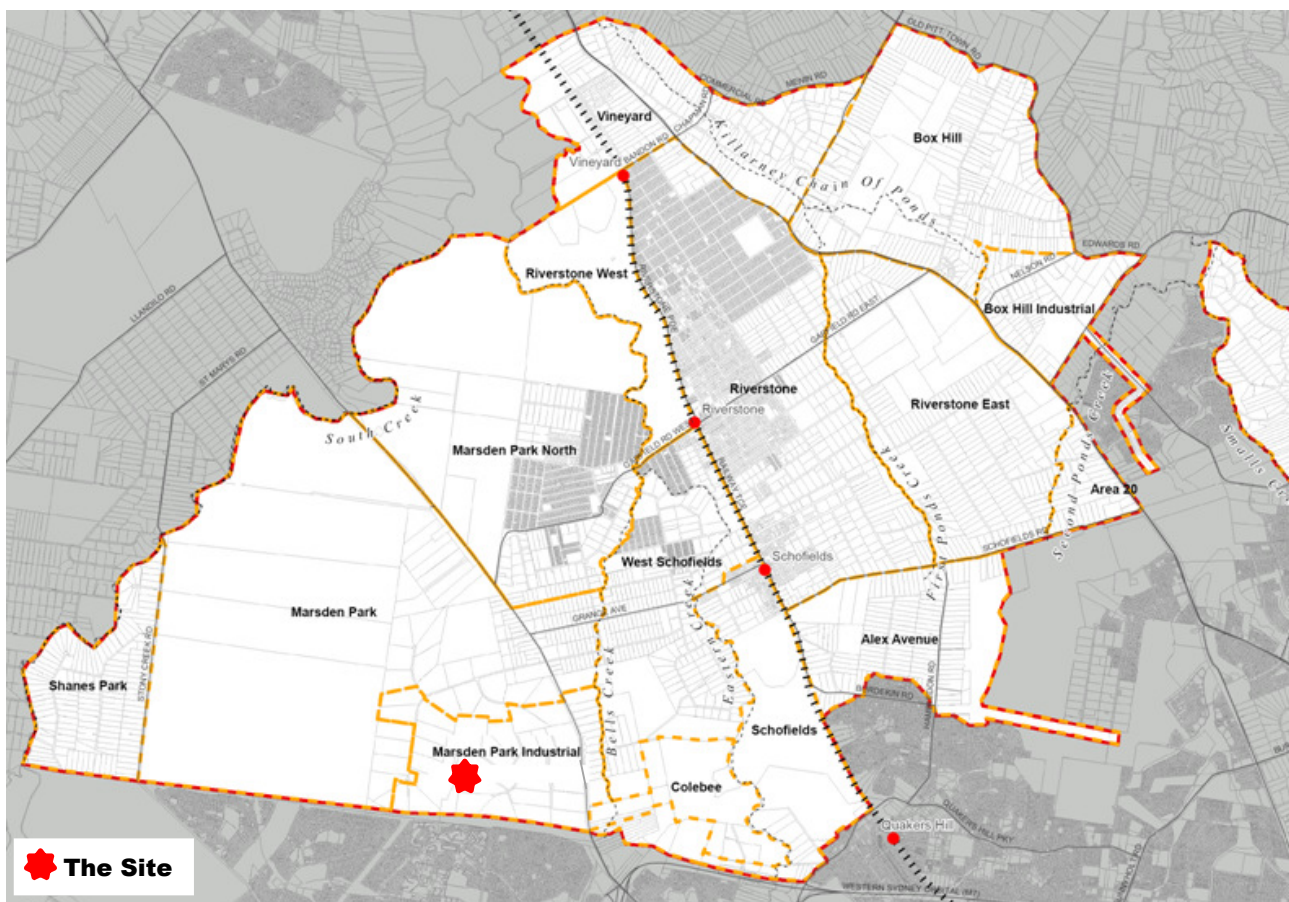 OLD PITT TOWN RD
MENIN RD
COMMERCIAL RD
CHAPMAN RD
Vineyard
BANDON RD
Vineyard
Killarney Chain Of Ponds
Box Hill
EDWARDS RD
NELSON RD
Box Hill Industrial
LLANDILO RD
ST MARYS RD
Riverstone West
RIVERSTONE PDE
GARFIELD RD EAST
Riverstone
Riverstone
Riverstone East
South Creek
Marsden Park North
GARFIELD RD WEST
RAILWAY TCE
First Ponds Creek
Second Ponds Creek
Area 20
SCHOFIELDS RD
West Schofields
Schofields
GRANGE AVE
Marsden Park
STONY CREEK RD
Shanes Park
Bells Creek
Eastern Creek
Alex Avenue
BURDEKIN RD
Schofields
Marsden Park Industrial
Colebee
Quakers Hill
QUAKERS HILL PKY
WESTERN SYDNEY ORBITAL (M7)
The Site